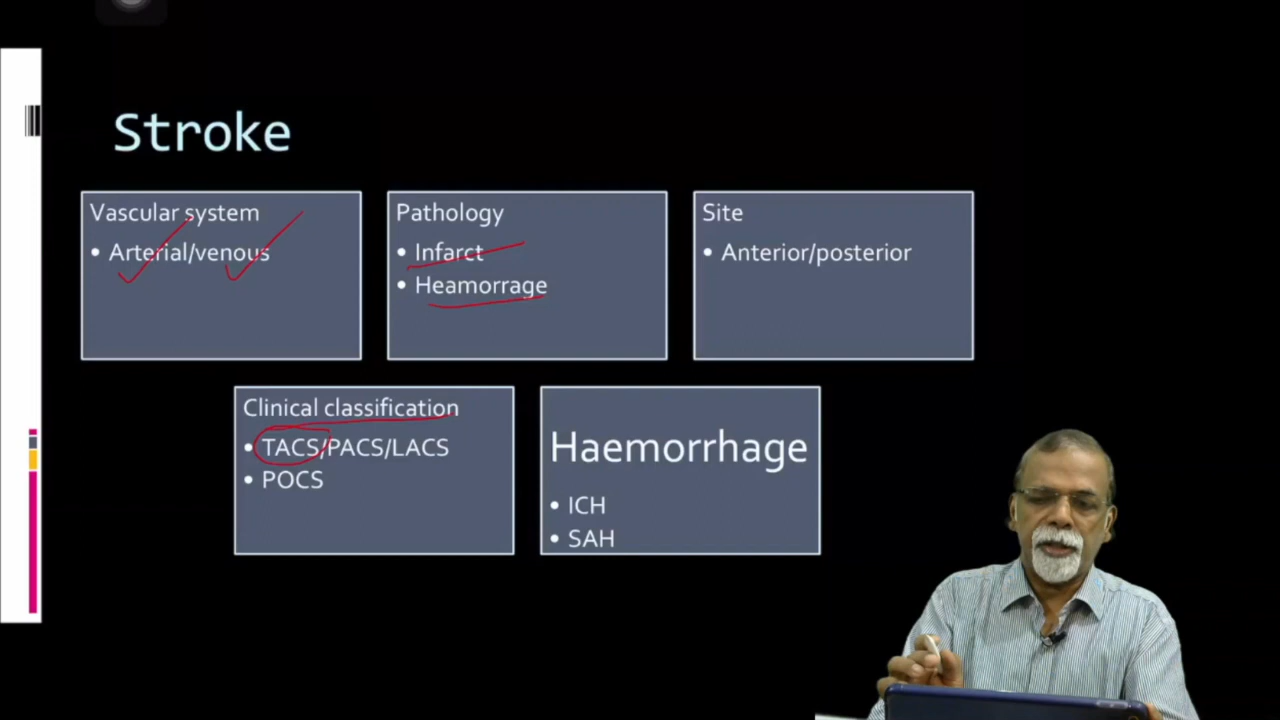 Stroke
Vascular system
• Arterial/venous
Pathology
• Infarct
• Heamorrage
Site
• Anterior/posterior
Clinical classification
• TACS/PACS/LACS
• POCS
Haemorrhage
• ICH
• SAH